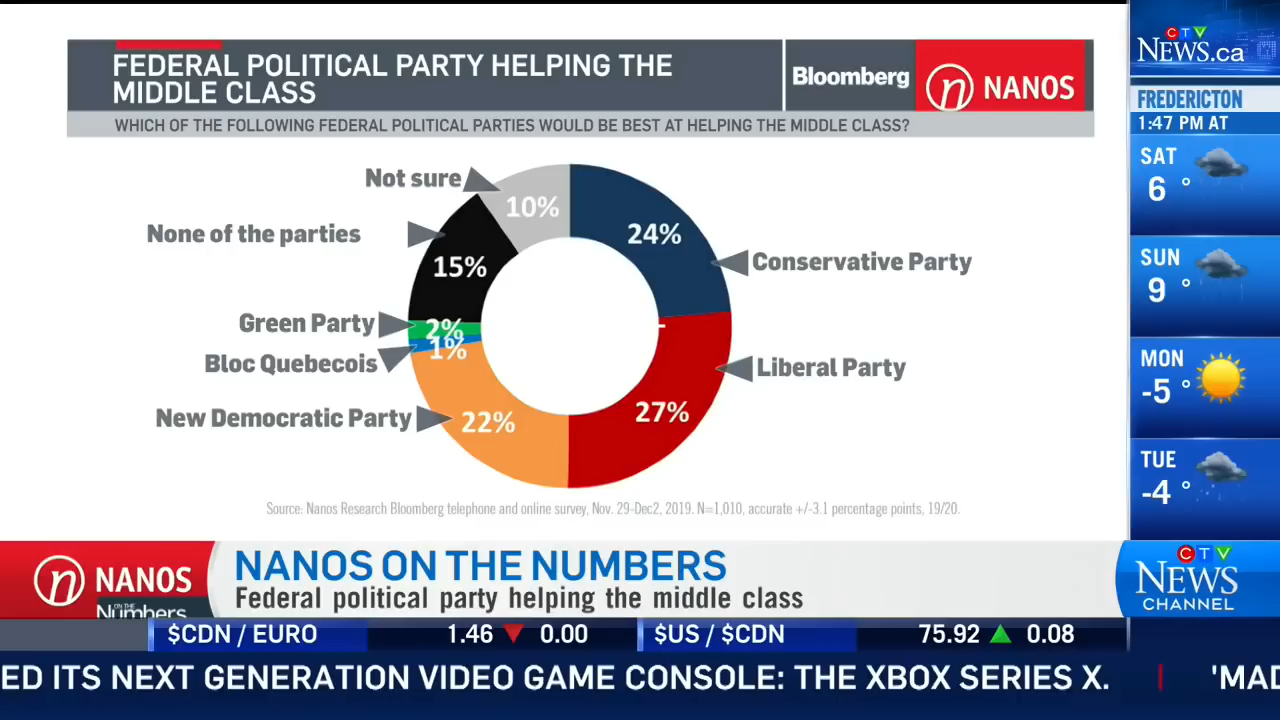 FEDERAL POLITICAL PARTY HELPING THE
MIDDLE CLASS
Bloomberg
NANOS
WHICH OF THE FOLLOWING FEDERAL POLITICAL PARTIES WOULD BE BEST AT HELPING THE MIDDLE CLASS?
Not sure
10%
24%
None of the parties
15%
Conservative Party
Green Party
2%
Bloc Quebecois
1%
Liberal Party
27%
New Democratic Party
22%
Source: Nanos Research Bloomberg telephone and online survey, Nov. 29-Dec2, 2019. N=1,010, accurate +/-3.1 percentage points, 19/20.
CTV
NEWS.ca
FREDERICTON
1:47 PM AT
SAT
6 °
SUN
9 °
MON
-5 °
TUE
-4 °
NANOS
ON THE
Numbers
NANOS ON THE NUMBERS
Federal political party helping the middle class
CTV
NEWS
CHANNEL
$CDN / EURO 1.46 ▼ 0.00 $US / $CDN 75.92 ▲ 0.08
ED ITS NEXT GENERATION VIDEO GAME CONSOLE: THE XBOX SERIES X. | 'MAD